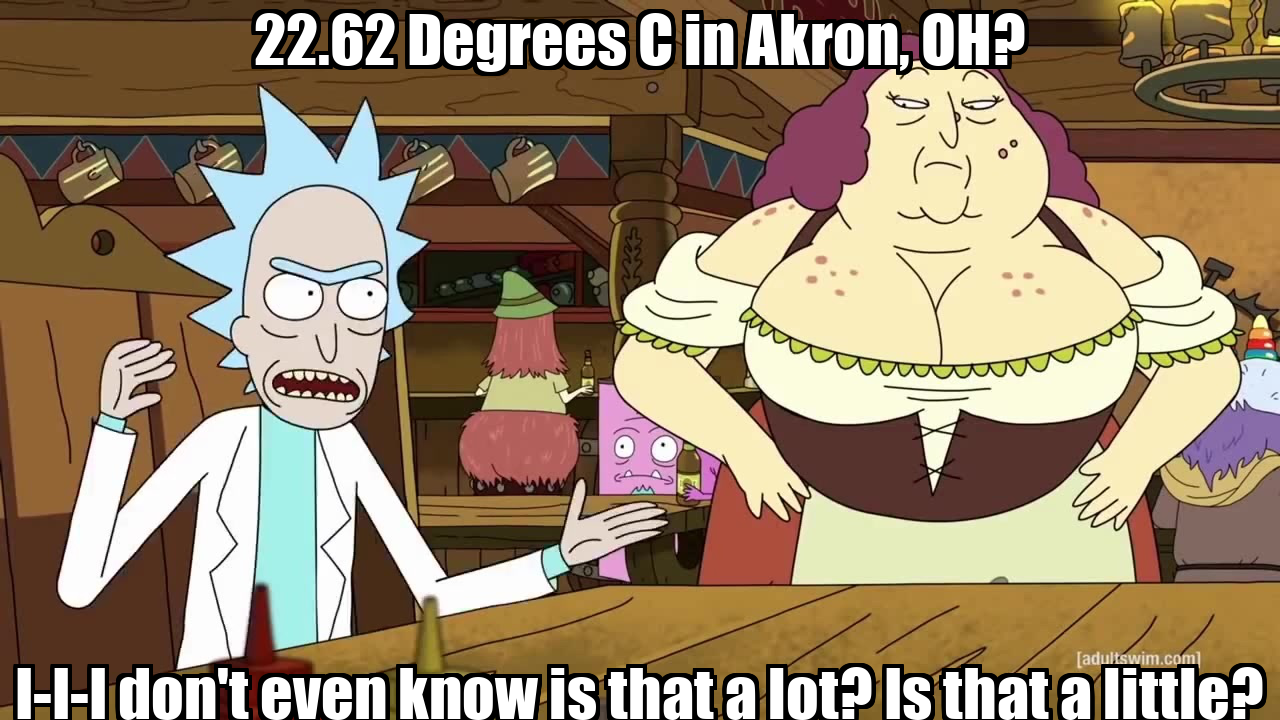 22.62 Degrees C in Akron, OH?
[adultswim.com]
I-I-I don't even know is that a lot? Is that a little?